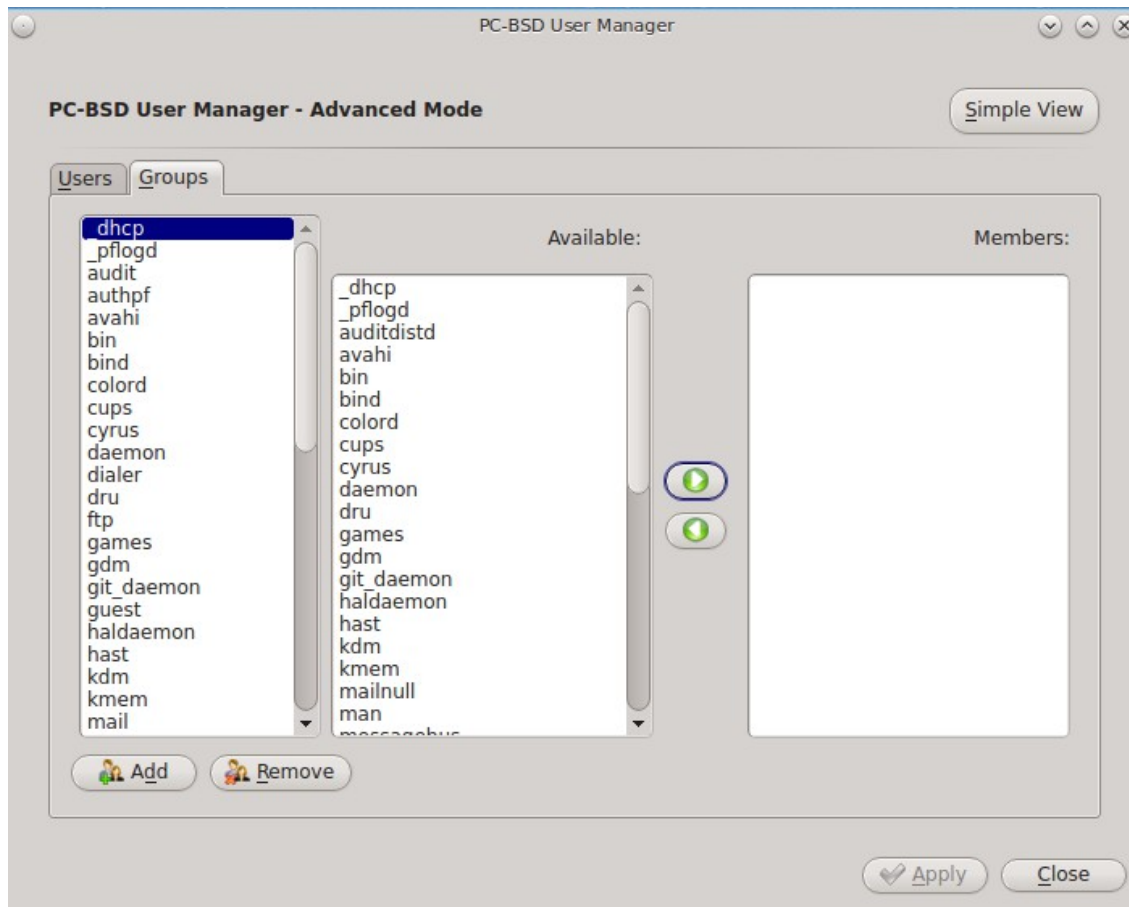 PC-BSD User Manager
PC-BSD User Manager - Advanced Mode
Simple View
Users
Groups
_dhcp
_pflogd
audit
authpf
avahi
bin
bind
colord
cups
cyrus
daemon
dialer
dru
ftp
games
gdm
git_daemon
guest
haldaemon
hast
kdm
kmem
mail
Available:
_dhcp
_pflogd
auditdistd
avahi
bin
bind
colord
cups
cyrus
daemon
dru
games
gdm
git_daemon
haldaemon
hast
kdm
kmem
mailnull
man
messagebus
Members:
Add
Remove
Apply
Close